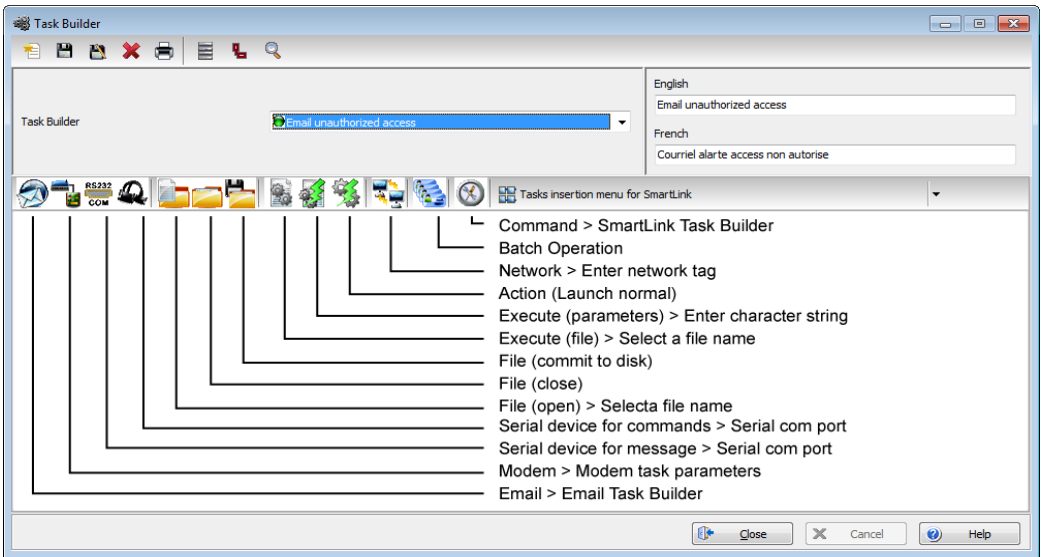 Task Builder
English
Email unauthorized access
Task Builder
Email unauthorized access
French
Courriel alarte access non autorise
RS232
COM
Tasks insertion menu for SmartLink
Command > SmartLink Task Builder
Batch Operation
Network > Enter network tag
Action (Launch normal)
Execute (parameters) > Enter character string
Execute (file) > Select a file name
File (commit to disk)
File (close)
File (open) > Selecta file name
Serial device for commands > Serial com port
Serial device for message > Serial com port
Modem > Modem task parameters
Email > Email Task Builder
Close
Cancel
Help